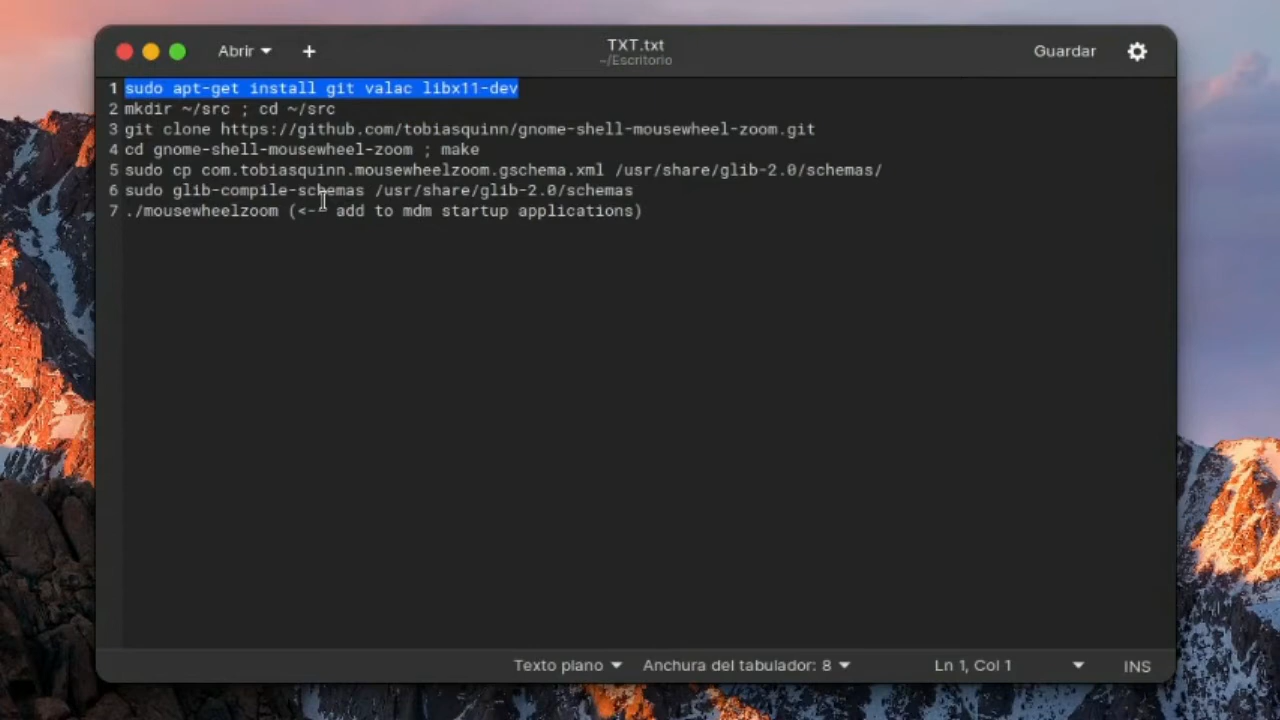 Abrir
+
TXT.txt
~/Escritorio
Guardar
1 sudo apt-get install git valac libx11-dev
2 mkdir ~/src ; cd ~/src
3 git clone https://github.com/tobiasquinn/gnome-shell-mousewheel-zoom.git
4 cd gnome-shell-mousewheel-zoom ; make
5 sudo cp com.tobiasquinn.mousewheelzoom.gschema.xml /usr/share/glib-2.0/schemas/
6 sudo glib-compile-schemas /usr/share/glib-2.0/schemas
7 ./mousewheelzoom (<-- add to mdm startup applications)
Texto plano Anchura del tabulador: 8 Ln 1, Col 1 INS